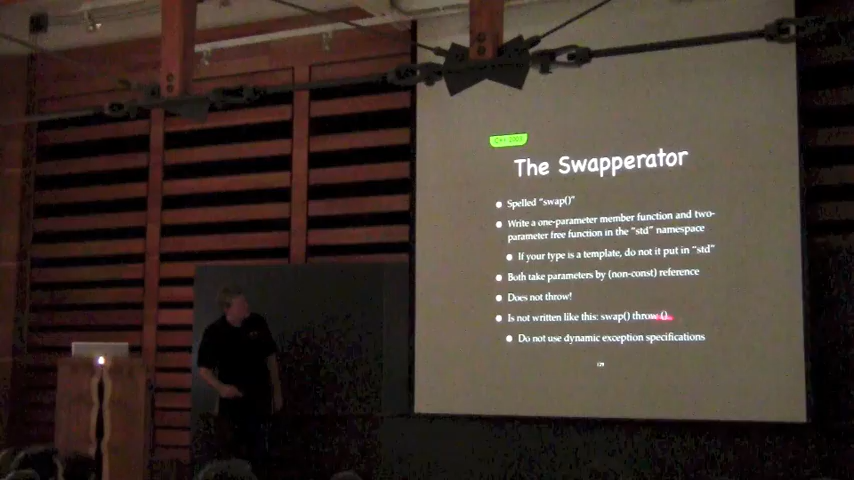 C++ 2003
The Swapperator
Spelled "swap()"
Write a one-parameter member function and two-
parameter free function in the "std" namespace
If your type is a template, do not it put in "std"
Both take parameters by (non-const) reference
Does not throw!
Is not written like this: swap() throw ()
Do not use dynamic exception specifications